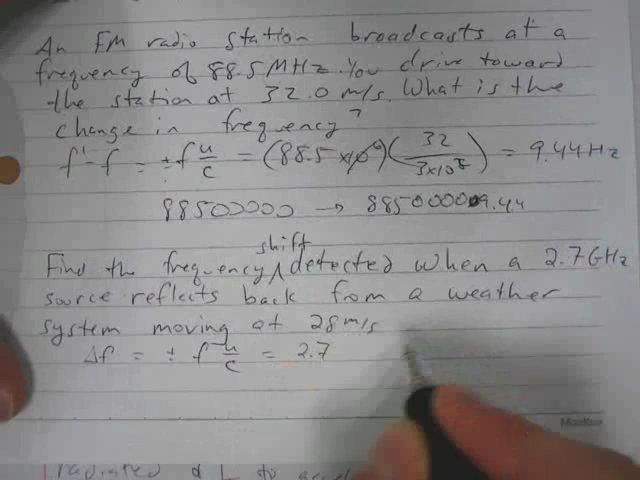 An FM radio station broadcasts at a
frequency of 88.5 MHz. You drive toward
the station at 32.0 m/s. What is the
change in frequency?
f' - f = ± f u/c = (88.5 × 10⁶) (32 / 3×10⁸) = 9.44 Hz
88500000 → 88500009.44
Find the frequency shift detected when a 2.7 GHz
source reflects back from a weather
system moving at 28 m/s
Δf = ± f u/c = 2.7
radiated